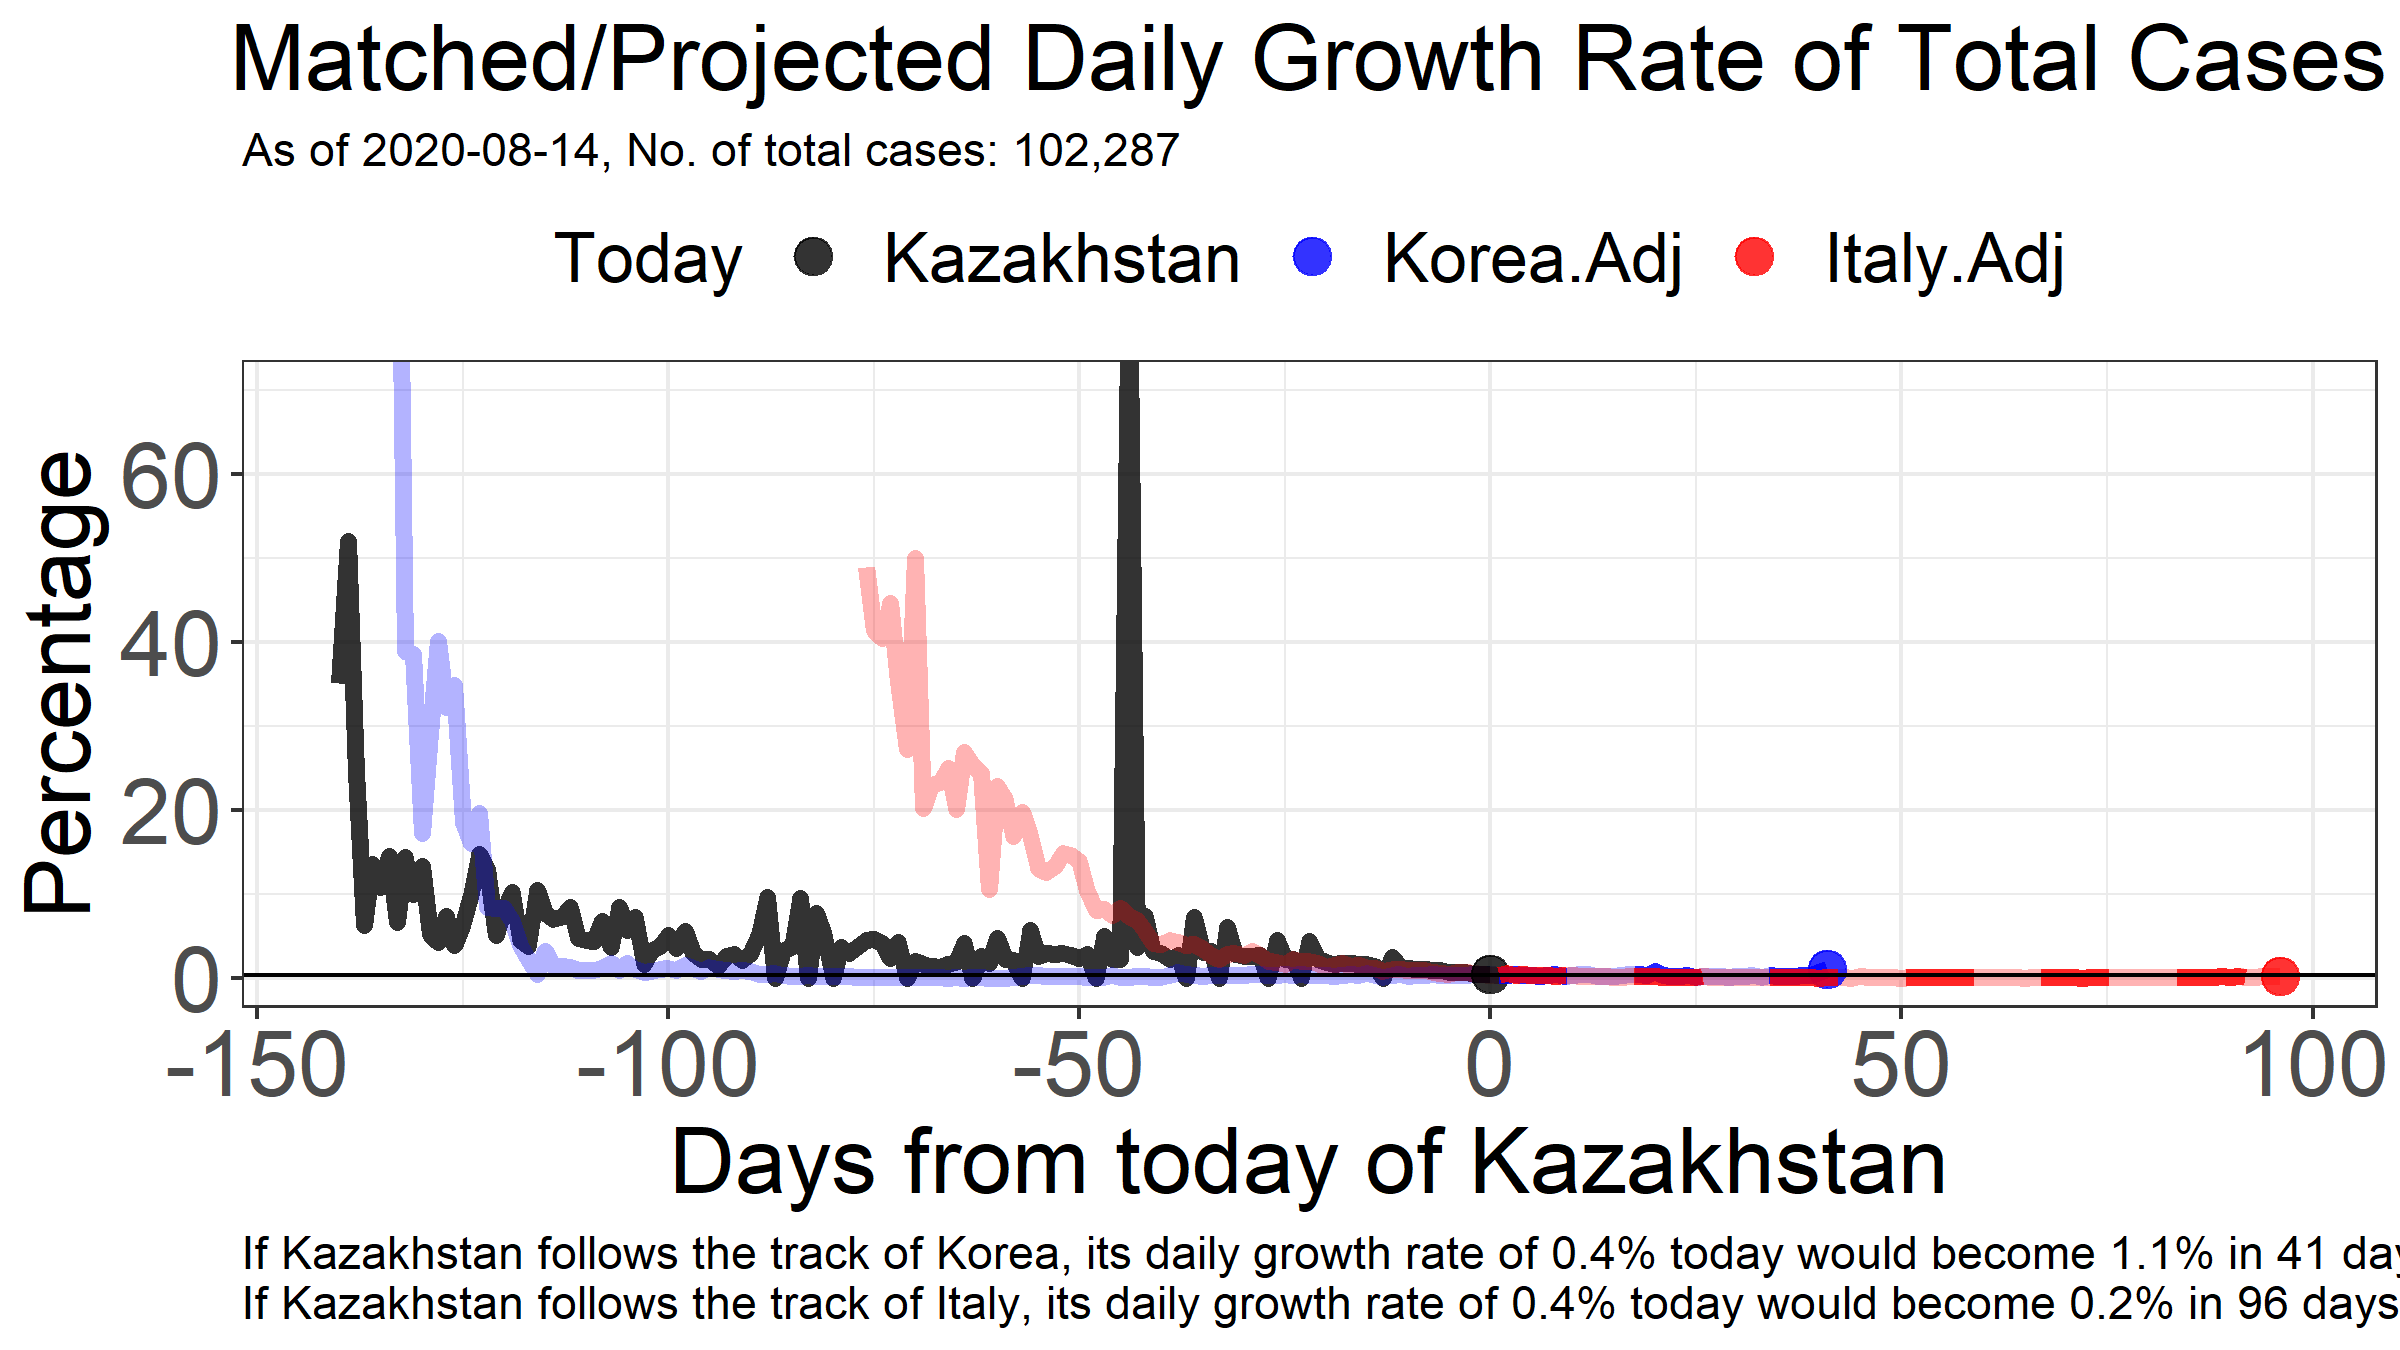 Matched/Projected Daily Growth Rate of Total Cases
As of 2020-08-14, No. of total cases: 102,287
Today Kazakhstan Korea.Adj Italy.Adj
Percentage
60
40
20
0
-150 -100 -50 0 50 100
Days from today of Kazakhstan
If Kazakhstan follows the track of Korea, its daily growth rate of 0.4% today would become 1.1% in 41
If Kazakhstan follows the track of Italy, its daily growth rate of 0.4% today would become 0.2% in 96 days